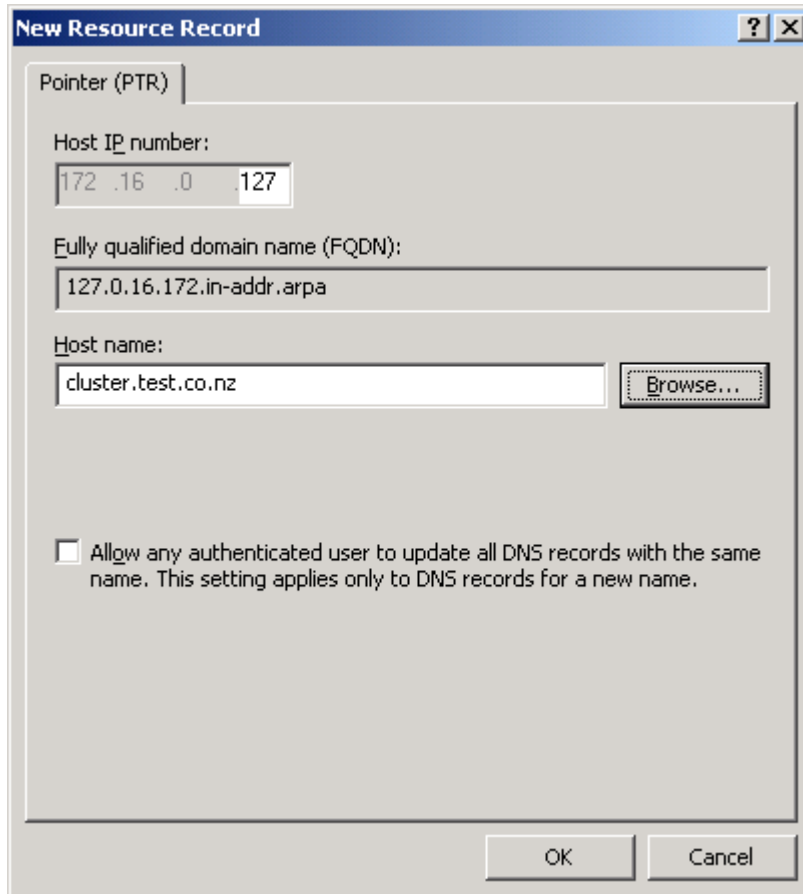 New Resource Record
Pointer (PTR)
Host IP number:
172 .16 .0 .127
Fully qualified domain name (FQDN):
127.0.16.172.in-addr.arpa
Host name:
cluster.test.co.nz
Browse...
Allow any authenticated user to update all DNS records with the same
name. This setting applies only to DNS records for a new name.
OK
Cancel